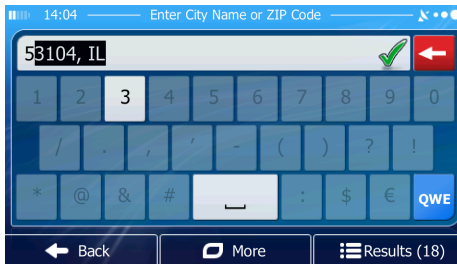 14:04 Enter City Name or ZIP Code
53104, IL
1 2 3 4 5 6 7 8 9 0
/ . , ' - ( ) ? !
* @ & # : $ € QWE
Back More Results (18)